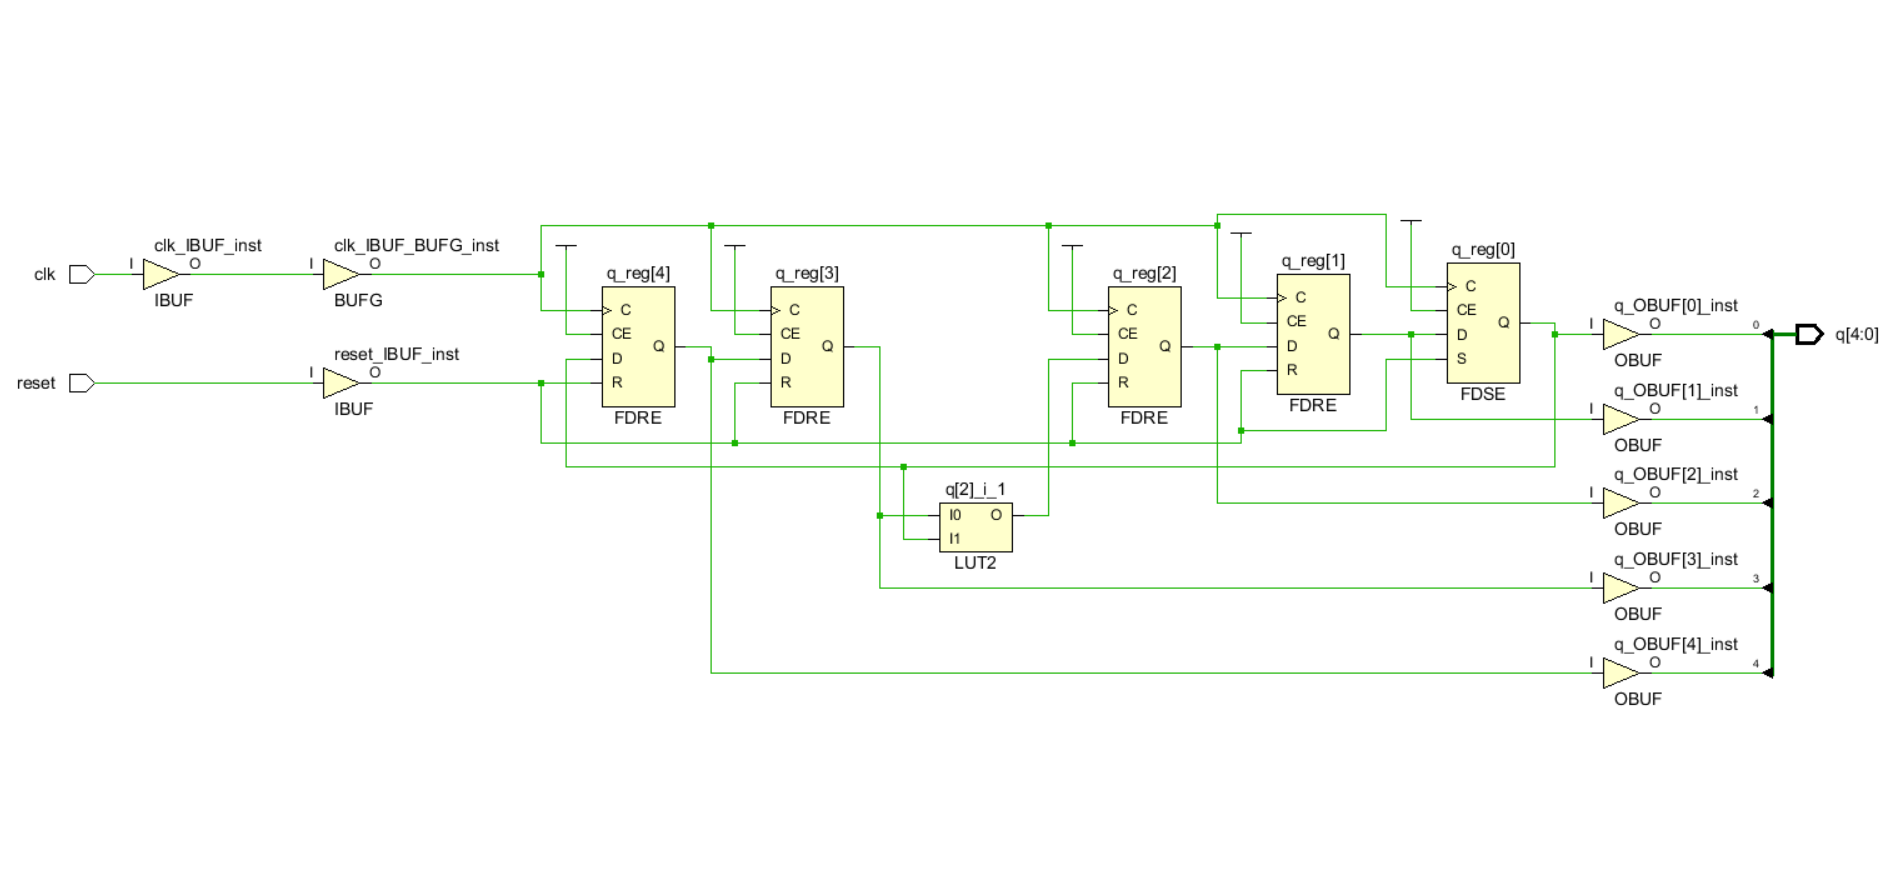 clk
I
clk_IBUF_inst
O
IBUF
I
clk_IBUF_BUFG_inst
O
BUFG
reset
I
reset_IBUF_inst
O
IBUF
q_reg[4]
C
CE
D
R
Q
FDRE
q_reg[3]
C
CE
D
R
Q
FDRE
q[2]_i_1
I0
I1
O
LUT2
q_reg[2]
C
CE
D
R
Q
FDRE
q_reg[1]
C
CE
D
R
Q
FDRE
q_reg[0]
C
CE
D
S
Q
FDSE
q_OBUF[0]_inst
I
O
OBUF
0
q_OBUF[1]_inst
I
O
OBUF
1
q_OBUF[2]_inst
I
O
OBUF
2
q_OBUF[3]_inst
I
O
OBUF
3
q_OBUF[4]_inst
I
O
OBUF
4
q[4:0]